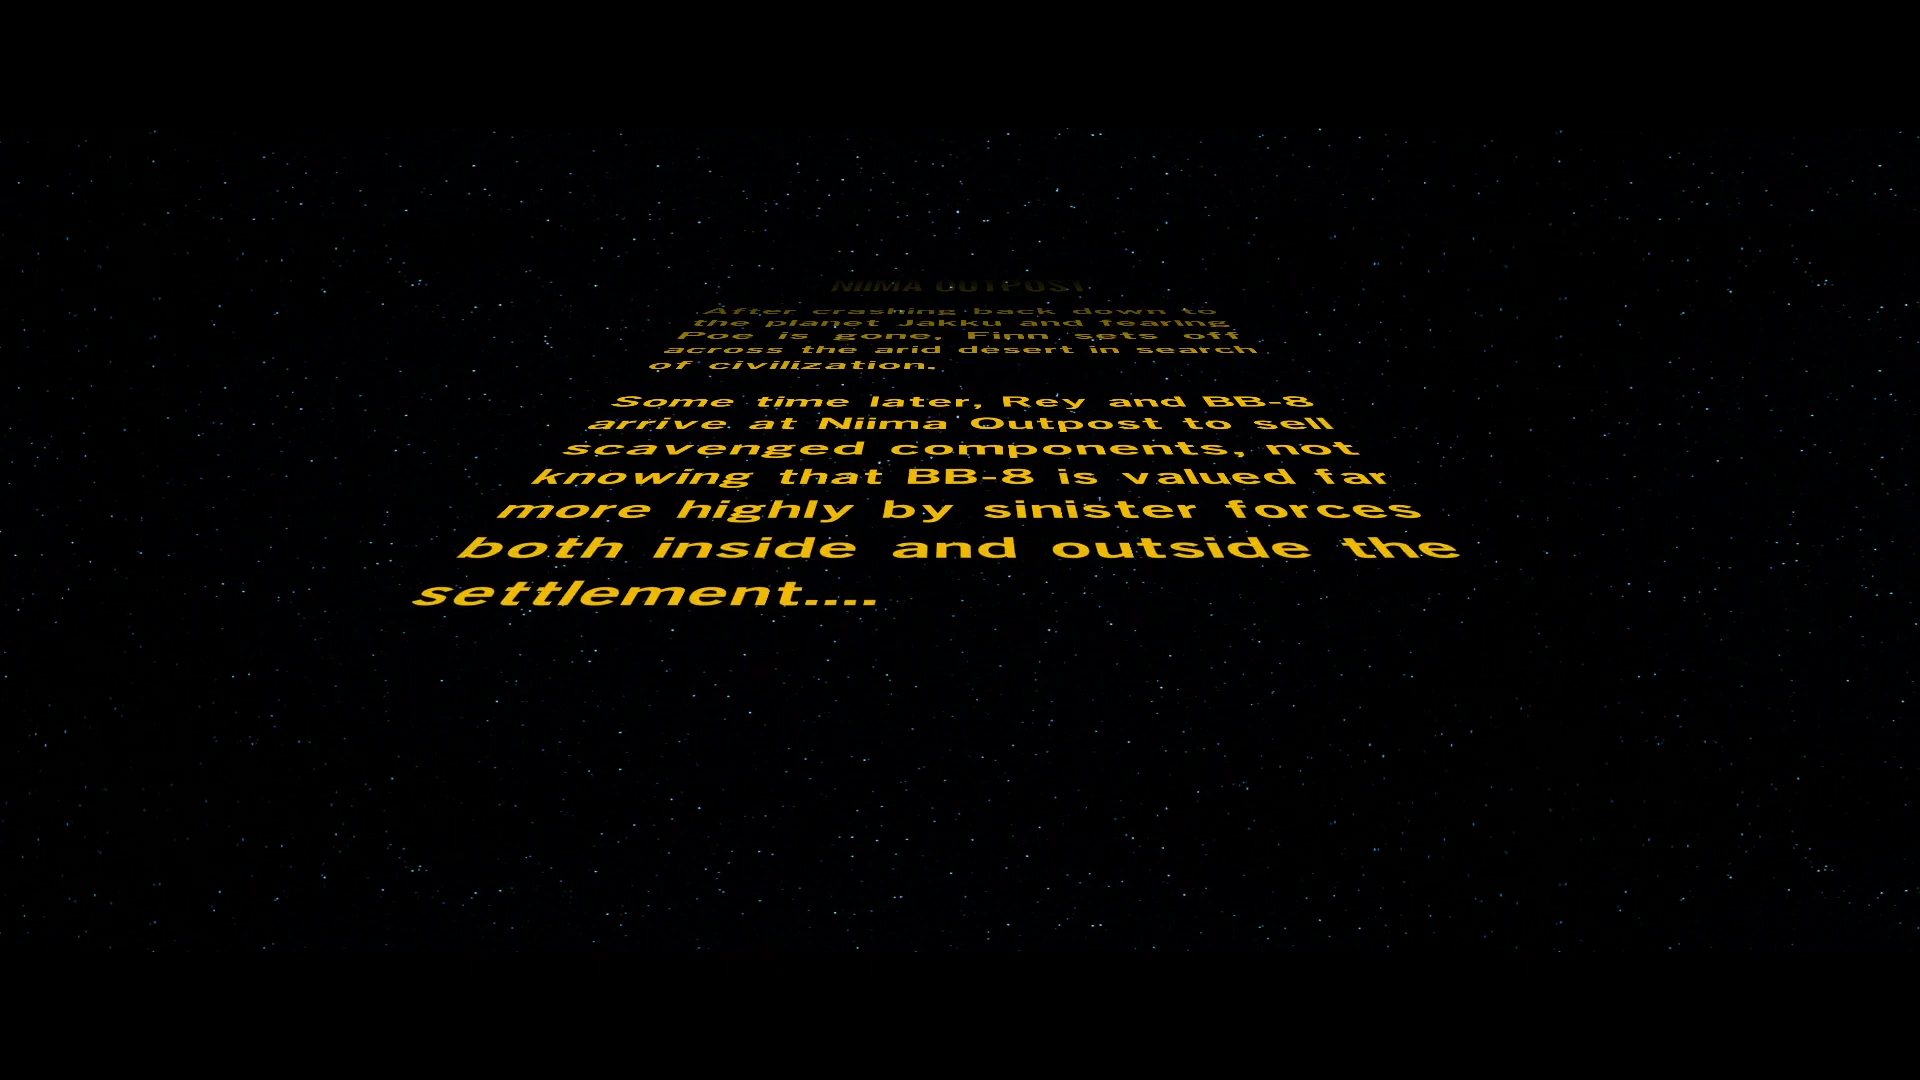 NIIMA OUTPOST
After crashing back down to
the planet Jakku and fearing
Poe is gone, Finn sets off
across the arid desert in search
of civilization.
Some time later, Rey and BB-8
arrive at Niima Outpost to sell
scavenged components, not
knowing that BB-8 is valued far
more highly by sinister forces
both inside and outside the
settlement....